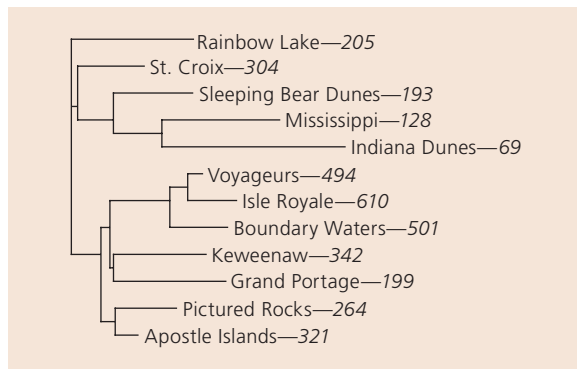 Rainbow Lake—205
St. Croix—304
Sleeping Bear Dunes—193
Mississippi—128
Indiana Dunes—69
Voyageurs—494
Isle Royale—610
Boundary Waters—501
Keweenaw—342
Grand Portage—199
Pictured Rocks—264
Apostle Islands—321